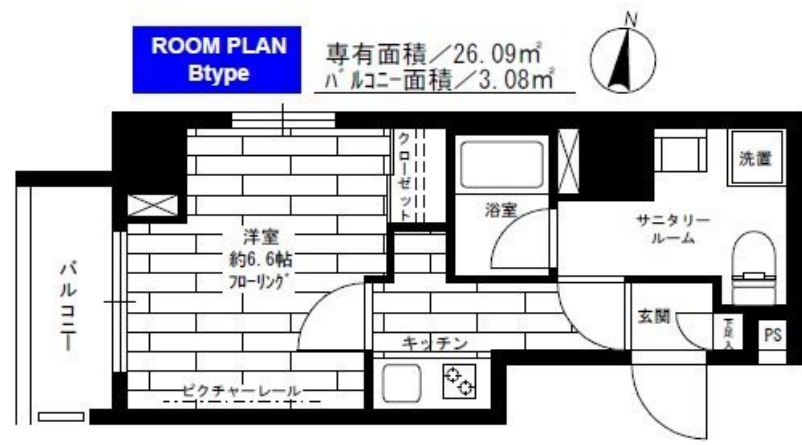 ROOM PLAN
Btype
専有面積／26.09㎡
バルコニー面積／3.08㎡
N
クローゼット
浴室
洗置
サニタリー
ルーム
洋室
約6.6帖
フローリング
バルコニー
キッチン
玄関
下足入
PS
ピクチャーレール